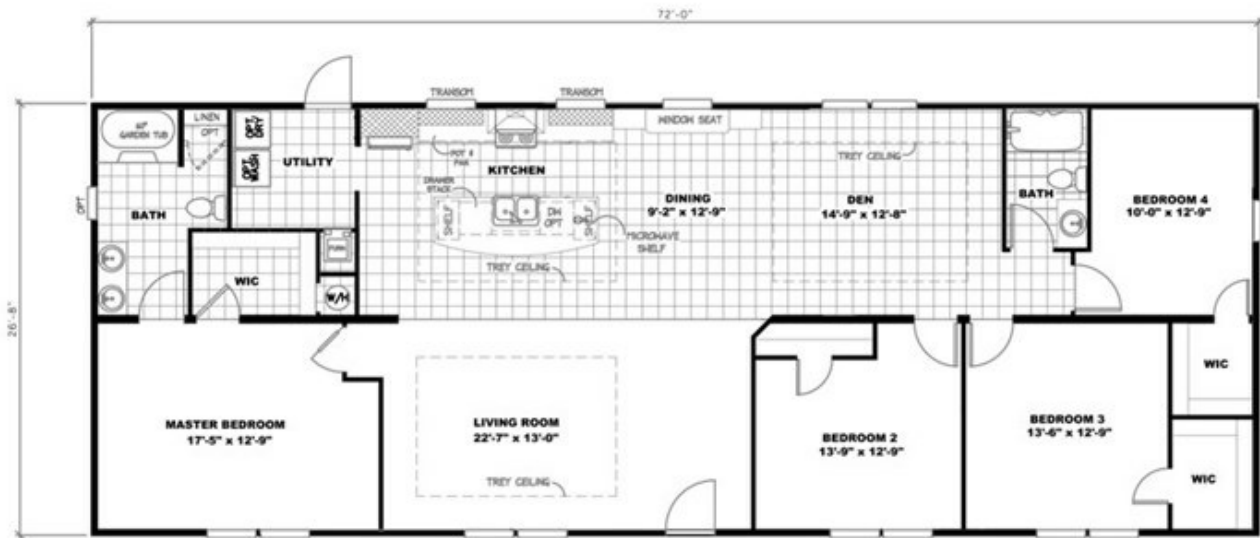 72'-0"
26'-8"
TRANSOM
TRANSOM
60"
GARDEN TUB
LINEN
OPT
OPT
DRY
OPT
WASH
UTILITY
KITCHEN
WINDOW SEAT
TREY CEILING
DRAWER
STACK
DINING
9'-2" x 12'-9"
DEN
14'-9" x 12'-8"
BATH
BEDROOM 4
10'-0" x 12'-9"
OPT
BATH
SHELF
DW
OPT
SHELF
MICROWAVE
SHELF
FURN
WIC
W/H
TREY CEILING
WIC
MASTER BEDROOM
17'-5" x 12'-9"
LIVING ROOM
22'-7" x 13'-0"
BEDROOM 2
13'-9" x 12'-9"
BEDROOM 3
13'-6" x 12'-9"
WIC
TREY CEILING